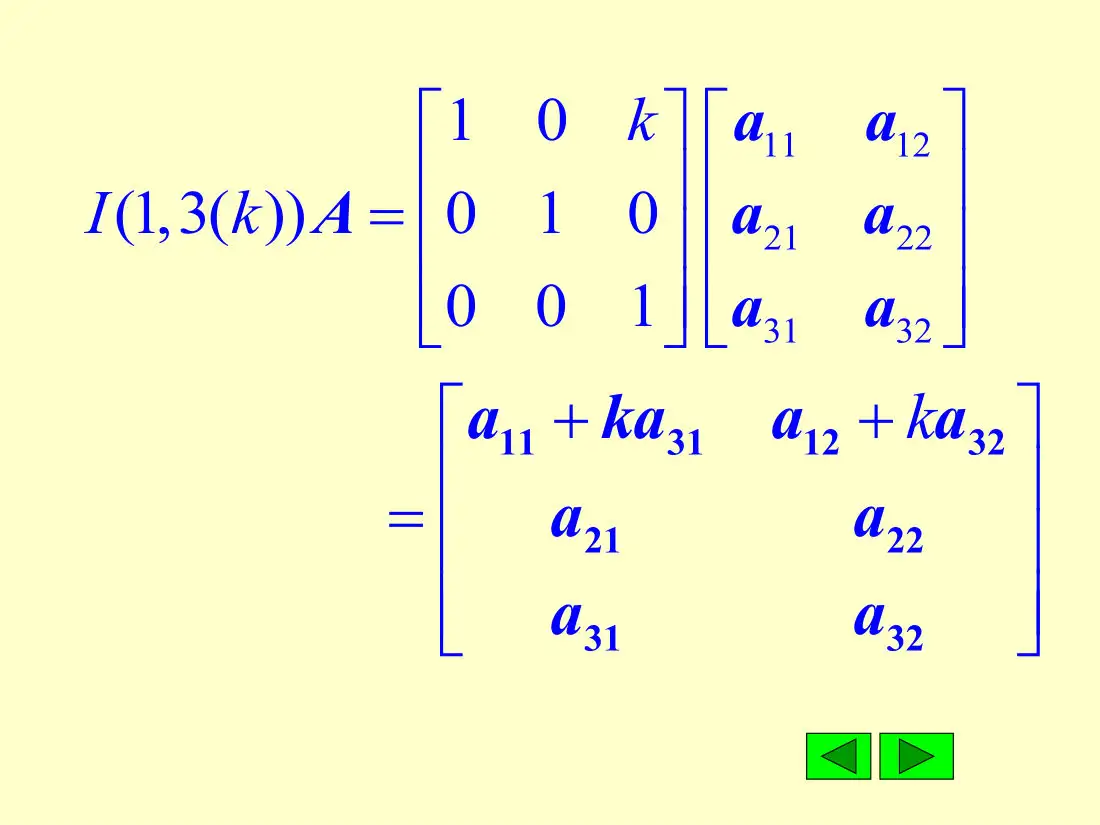 I(1,3(k))A = [1 0 k] [a11 a12]
[0 1 0] [a21 a22]
[0 0 1] [a31 a32]
= [a11 + ka31 a12 + ka32]
[a21 a22]
[a31 a32]